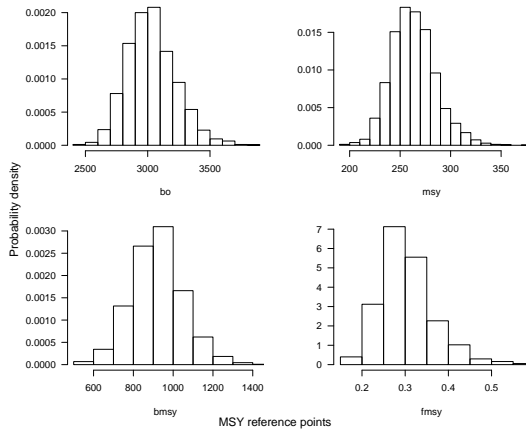 0.0020
0.0015
0.0010
0.0005
0.0000
2500 3000 3500
bo
0.015
0.010
0.005
0.000
200 250 300 350
msy
Probability density
0.0030
0.0025
0.0020
0.0015
0.0010
0.0005
0.0000
600 800 1000 1200 1400
bmsy
7
6
5
4
3
2
1
0
0.2 0.3 0.4 0.5
fmsy
MSY reference points